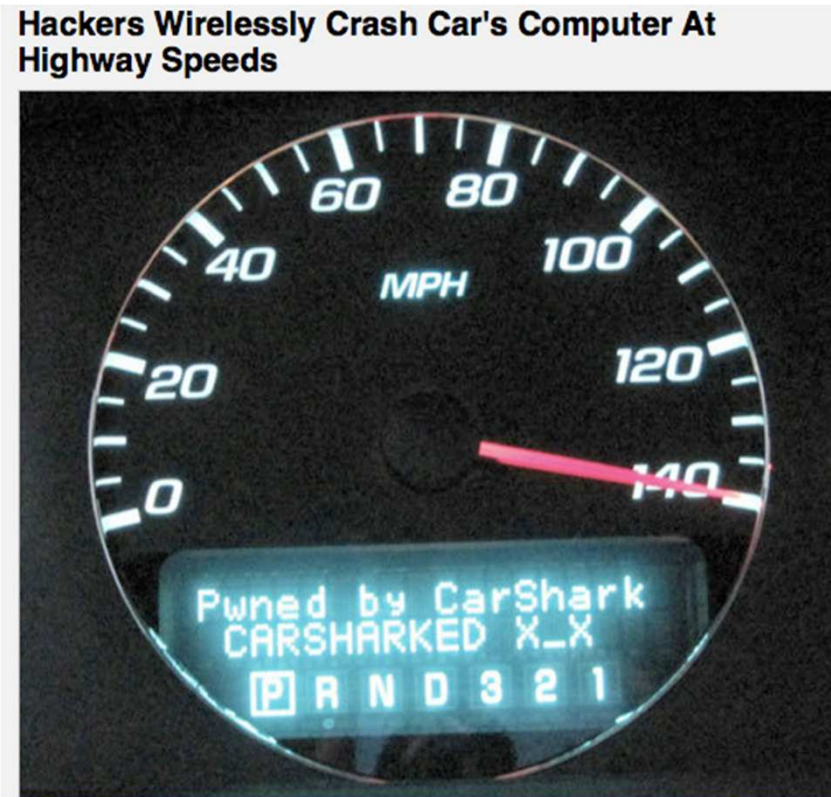 Hackers Wirelessly Crash Car's Computer At
Highway Speeds
60 80
40 100
MPH
20 120
0 140
Pwned by CarShark
CARSHARKED X_X
P R N D 3 2 1